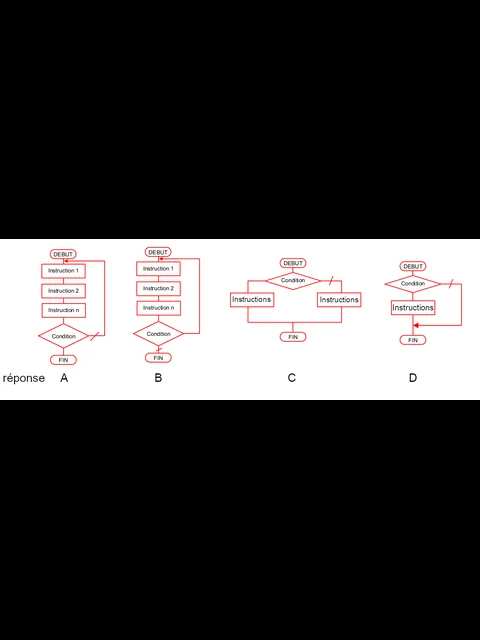 DEBUT
Instruction 1
Instruction 2
Instruction n
Condition
FIN
DEBUT
Instruction 1
Instruction 2
Instruction n
Condition
FIN
DEBUT
Condition
Instructions Instructions
FIN
DEBUT
Condition
Instructions
FIN
réponse A B C D